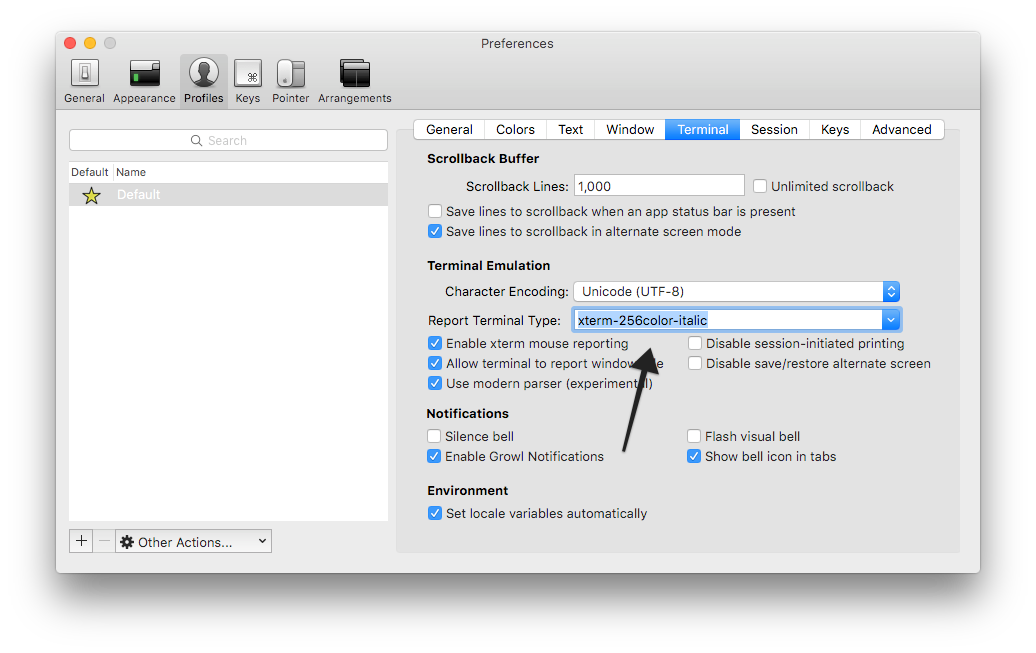 Preferences
General Appearance Profiles Keys Pointer Arrangements
Search
Default Name
Default
Other Actions...
General Colors Text Window Terminal Session Keys Advanced
Scrollback Buffer
Scrollback Lines: 1,000 Unlimited scrollback
Save lines to scrollback when an app status bar is present
Save lines to scrollback in alternate screen mode
Terminal Emulation
Character Encoding: Unicode (UTF-8)
Report Terminal Type: xterm-256color-italic
Enable xterm mouse reporting Disable session-initiated printing
Allow terminal to report Disable save/restore alternate screen
Use modern parser (experimental)
Notifications
Silence bell Flash visual bell
Enable Growl Notifications Show bell icon in tabs
Environment
Set locale variables automatically